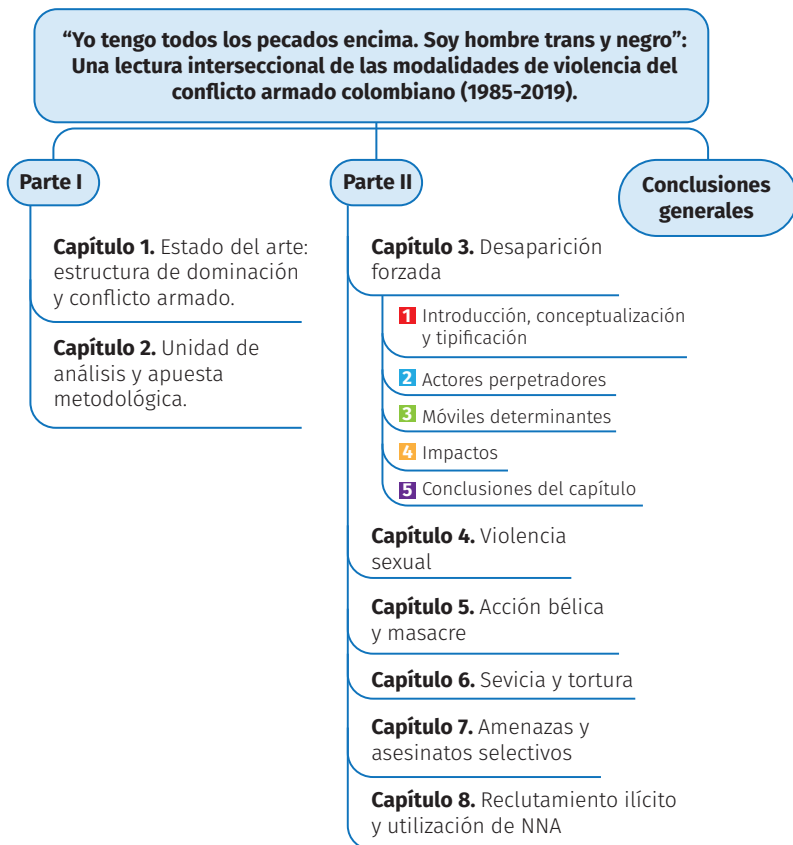 “Yo tengo todos los pecados encima. Soy hombre trans y negro”:
Una lectura interseccional de las modalidades de violencia del
conflicto armado colombiano (1985-2019).
Parte I
Capítulo 1. Estado del arte:
estructura de dominación
y conflicto armado.
Capítulo 2. Unidad de
análisis y apuesta
metodológica.
Parte II
Capítulo 3. Desaparición
forzada
1 Introducción, conceptualización
y tipificación
2 Actores perpetradores
3 Móviles determinantes
4 Impactos
5 Conclusiones del capítulo
Capítulo 4. Violencia
sexual
Capítulo 5. Acción bélica
y masacre
Capítulo 6. Sevicia y tortura
Capítulo 7. Amenazas y
asesinatos selectivos
Capítulo 8. Reclutamiento ilícito
y utilización de NNA
Conclusiones
generales